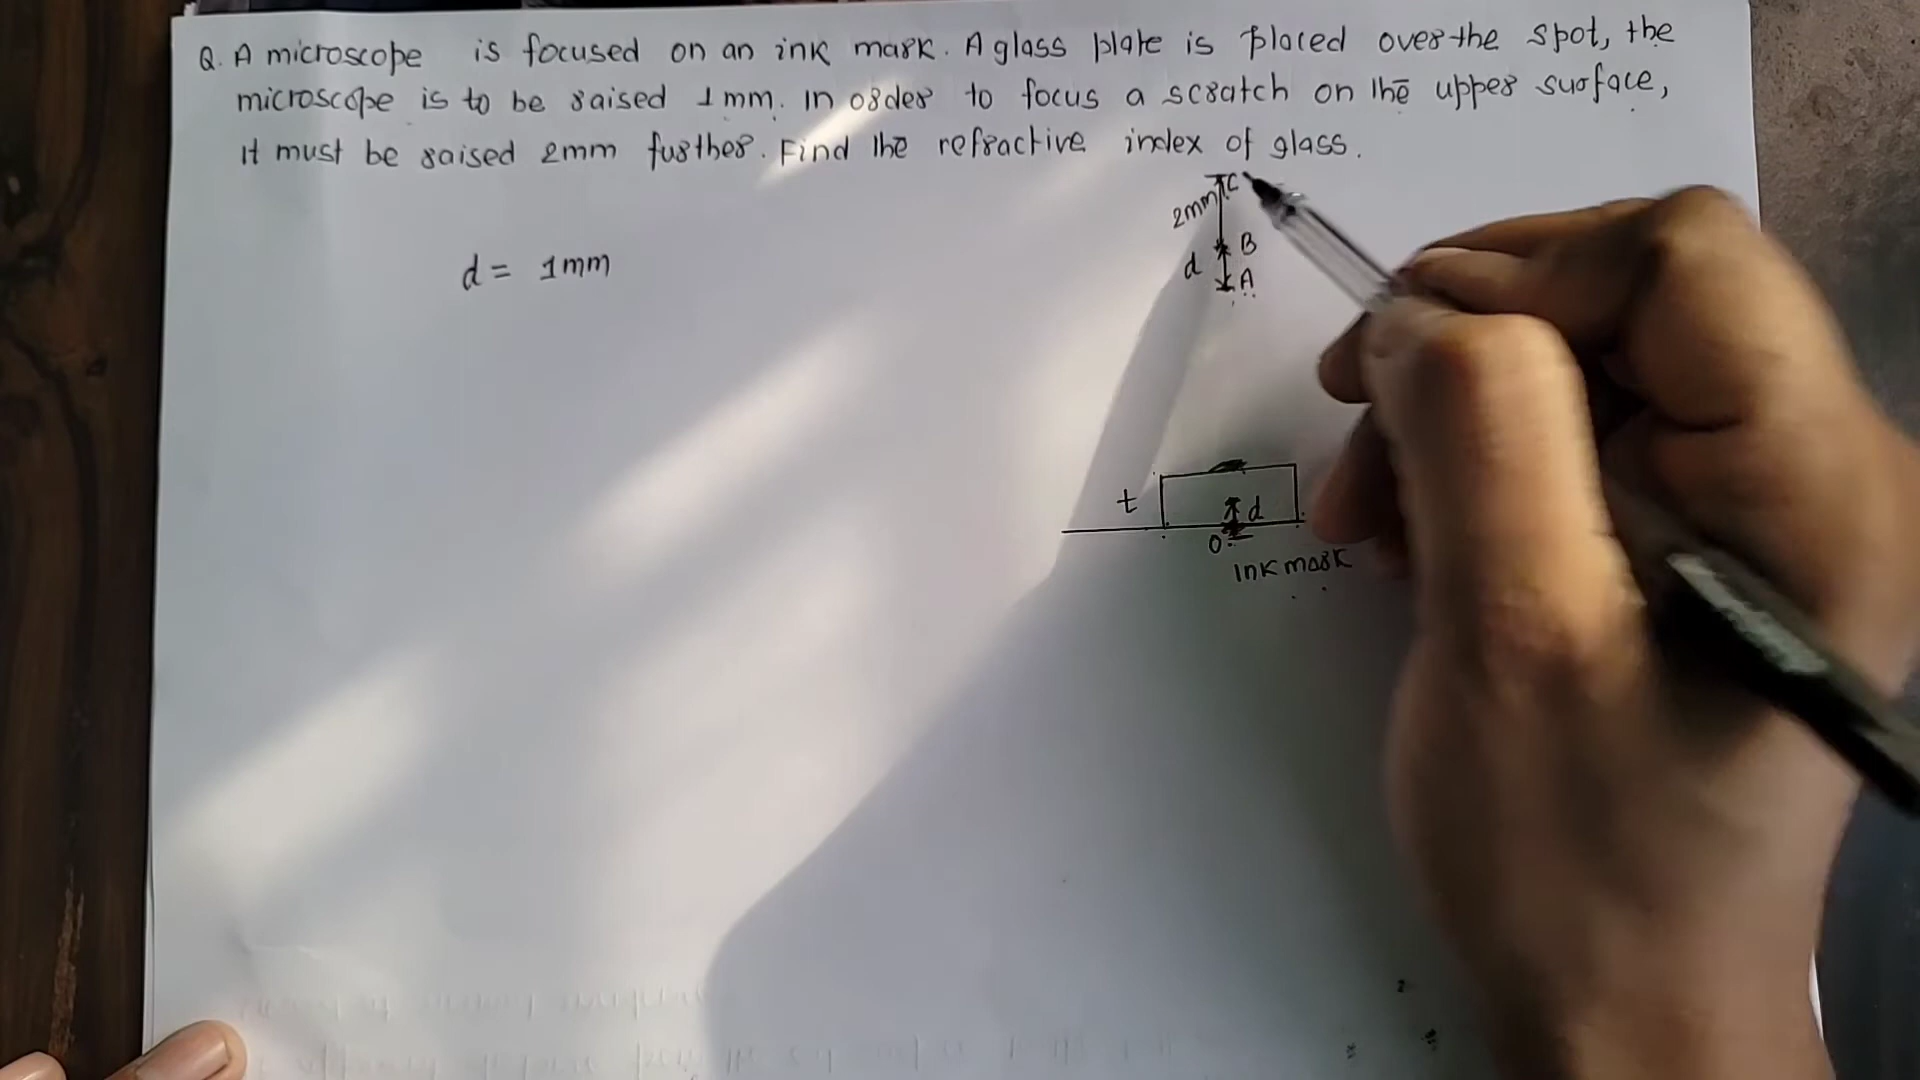 Q. A microscope is focused on an ink mark. A glass plate is placed over the spot, the
microscope is to be raised 1mm. In order to focus a scratch on the upper surface,
It must be raised 2mm further. Find the refractive index of glass.
C
2mm
B
d = 1mm
d
A
t
d
O
Ink mark